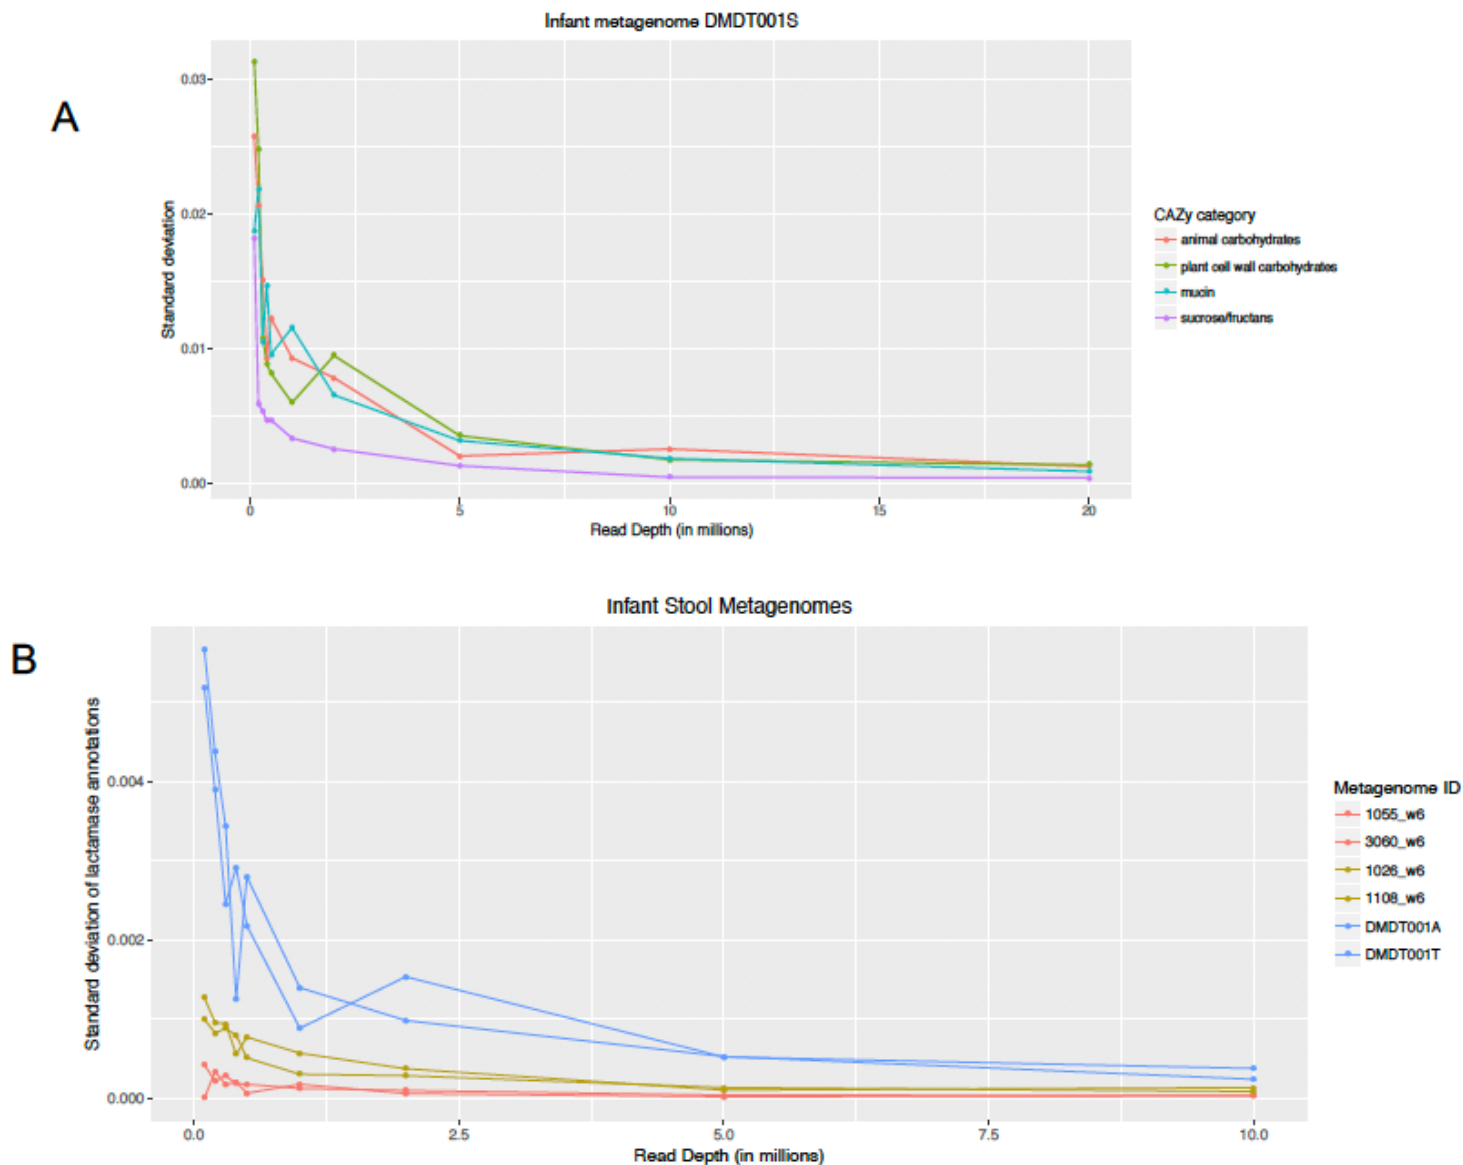 Infant metagenome DMDT001S
A
0.03
0.02
0.01
0.00
Standard deviation
0
5
10
15
20
Read Depth (in millions)
CAZy category
animal carbohydrates
plant cell wall carbohydrates
mucin
sucrose/fructans
Infant Stool Metagenomes
B
0.004
0.002
0.000
Standard deviation of lactamase annotations
0.0
2.5
5.0
7.5
10.0
Read Depth (in millions)
Metagenome ID
1055_w6
3060_w6
1026_w6
1108_w6
DMDT001A
DMDT001T